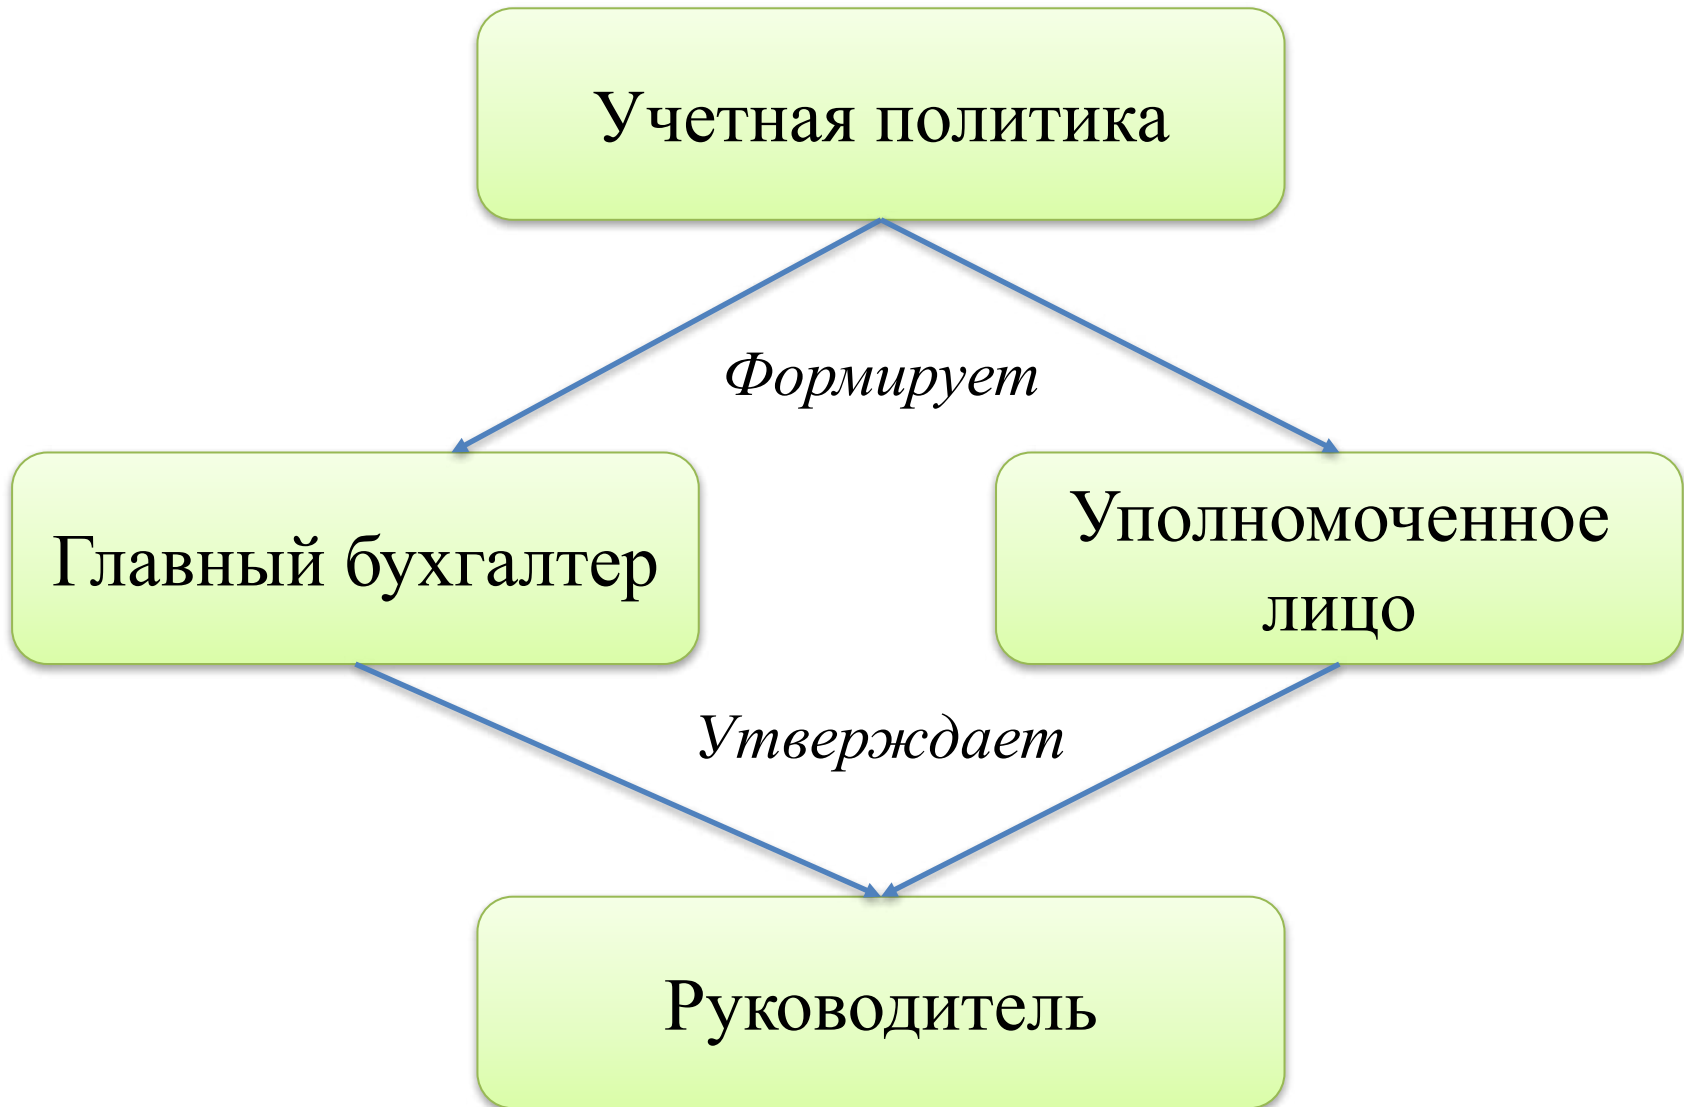 Учетная политика
Формирует
Главный бухгалтер
Уполномоченное
лицо
Утверждает
Руководитель